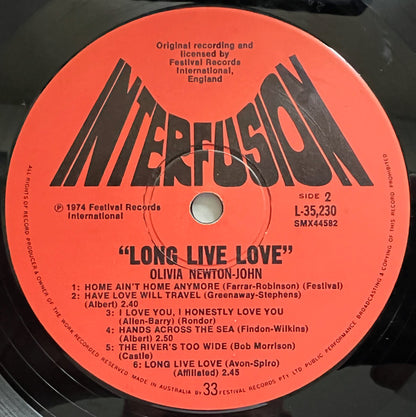 Original recording and
licensed by
Festival Records
International,
England
INTERFUSION
SIDE 2
L-35,230
SMX44582
℗ 1974 Festival Records
International
"LONG LIVE LOVE"
OLIVIA NEWTON-JOHN
1: HOME AIN'T HOME ANYMORE (Farrar-Robinson) (Festival)
2: HAVE LOVE WILL TRAVEL (Greenaway-Stephens)
(Albert) 2.40
3: I LOVE YOU, I HONESTLY LOVE YOU
(Allen-Barry) (Rondor)
4: HANDS ACROSS THE SEA (Findon-Wilkins)
(Albert) 2.50
5: THE RIVER'S TOO WIDE (Bob Morrison)
(Castle)
6: LONG LIVE LOVE (Avon-Spiro)
(Affiliated) 2.45
33
ALL RIGHTS OF RECORD PRODUCER & OWNER OF THE WORK RECORDED RESERVED. MADE IN AUSTRALIA BY FESTIVAL RECORDS PTY LTD PUBLIC PERFORMANCE, BROADCASTING & COPYING OF THIS RECORD PROHIBITED